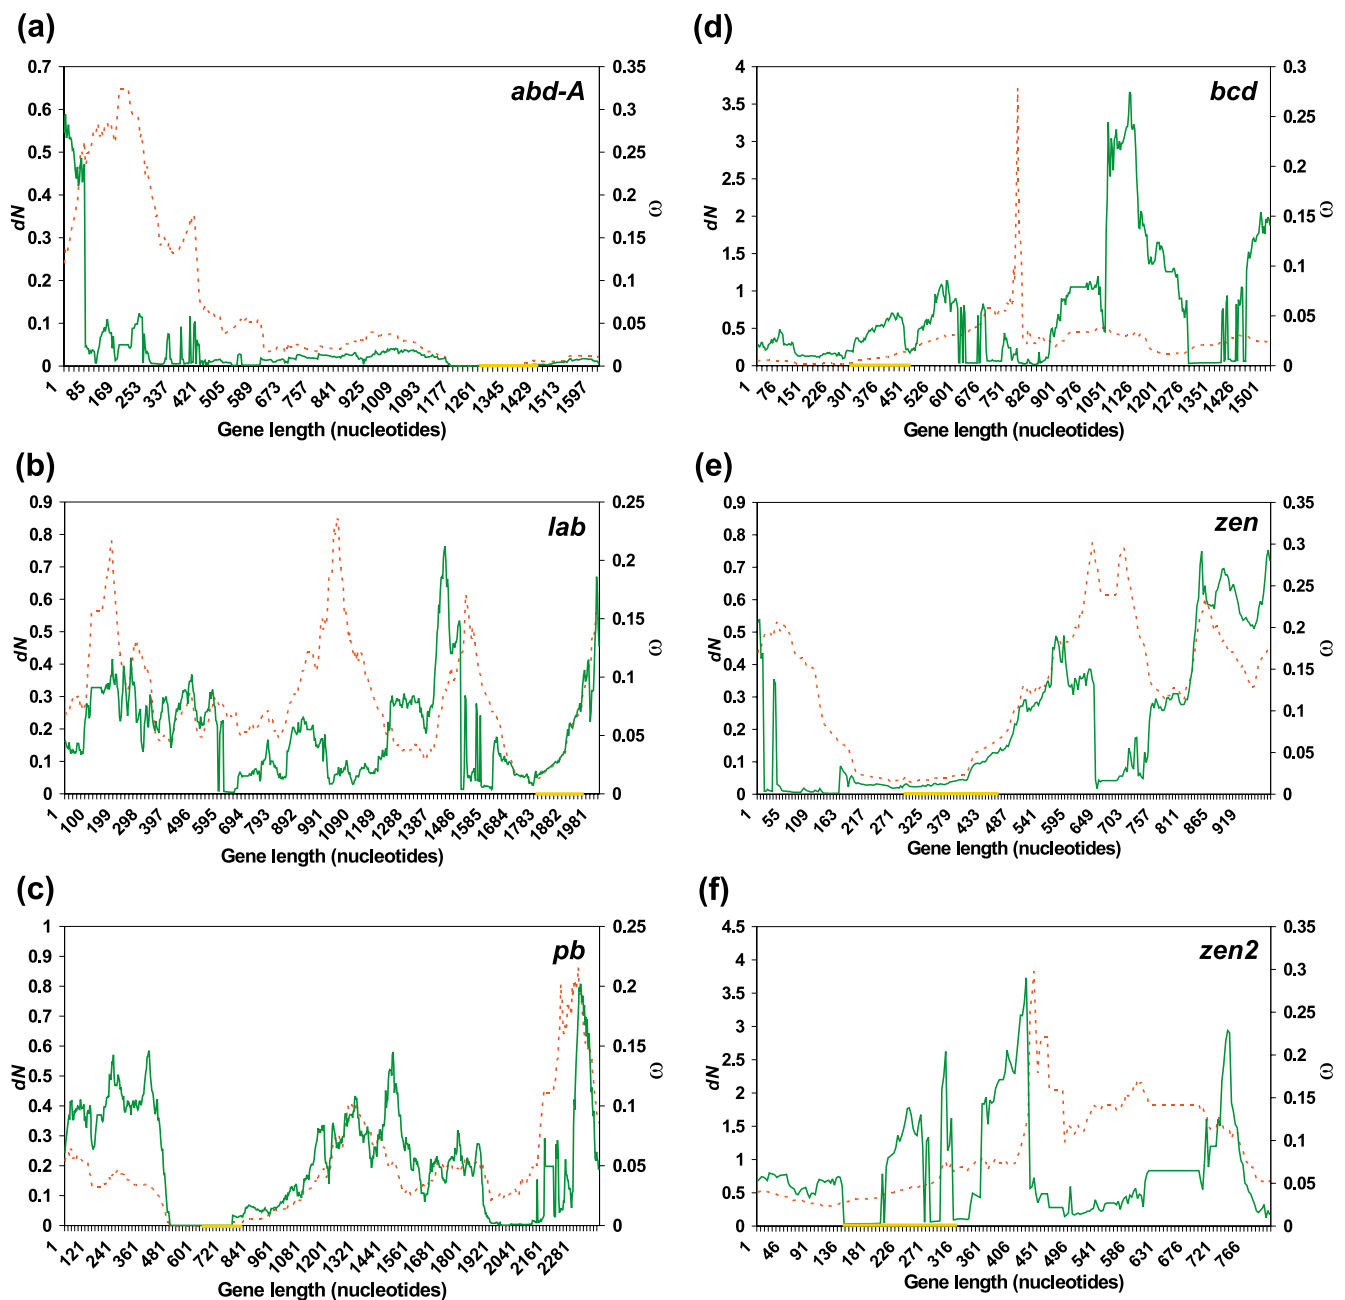 (a)
abd-A
0.7
0.6
0.5
0.4
0.3
0.2
0.1
0
dN
0.35
0.3
0.25
0.2
0.15
0.1
0.05
0
ω
1 85 169 253 337 421 505 589 673 757 841 925 1009 1093 1177 1261 1345 1429 1513 1597
Gene length (nucleotides)
(d)
bcd
4
3.5
3
2.5
2
1.5
1
0.5
0
dN
0.3
0.25
0.2
0.15
0.1
0.05
0
ω
1 76 151 226 301 376 451 526 601 676 751 826 901 976 1051 1126 1201 1276 1351 1426 1501
Gene length (nucleotides)
(b)
lab
0.9
0.8
0.7
0.6
0.5
0.4
0.3
0.2
0.1
0
dN
0.25
0.2
0.15
0.1
0.05
0
ω
1 100 199 298 397 496 595 694 793 892 991 1090 1189 1288 1387 1486 1585 1684 1783 1882 1981
Gene length (nucleotides)
(e)
zen
0.9
0.8
0.7
0.6
0.5
0.4
0.3
0.2
0.1
0
dN
0.35
0.3
0.25
0.2
0.15
0.1
0.05
0
ω
1 55 109 163 217 271 325 379 433 487 541 595 649 703 757 811 865 919
Gene length (nucleotides)
(c)
pb
1
0.9
0.8
0.7
0.6
0.5
0.4
0.3
0.2
0.1
0
dN
0.25
0.2
0.15
0.1
0.05
0
ω
1 121 241 361 481 601 721 841 961 1081 1201 1321 1441 1561 1681 1801 1921 2041 2161 2281
Gene length (nucleotides)
(f)
zen2
4.5
4
3.5
3
2.5
2
1.5
1
0.5
0
dN
0.35
0.3
0.25
0.2
0.15
0.1
0.05
0
ω
1 46 91 136 181 226 271 316 361 406 451 496 541 586 631 676 721 766
Gene length (nucleotides)